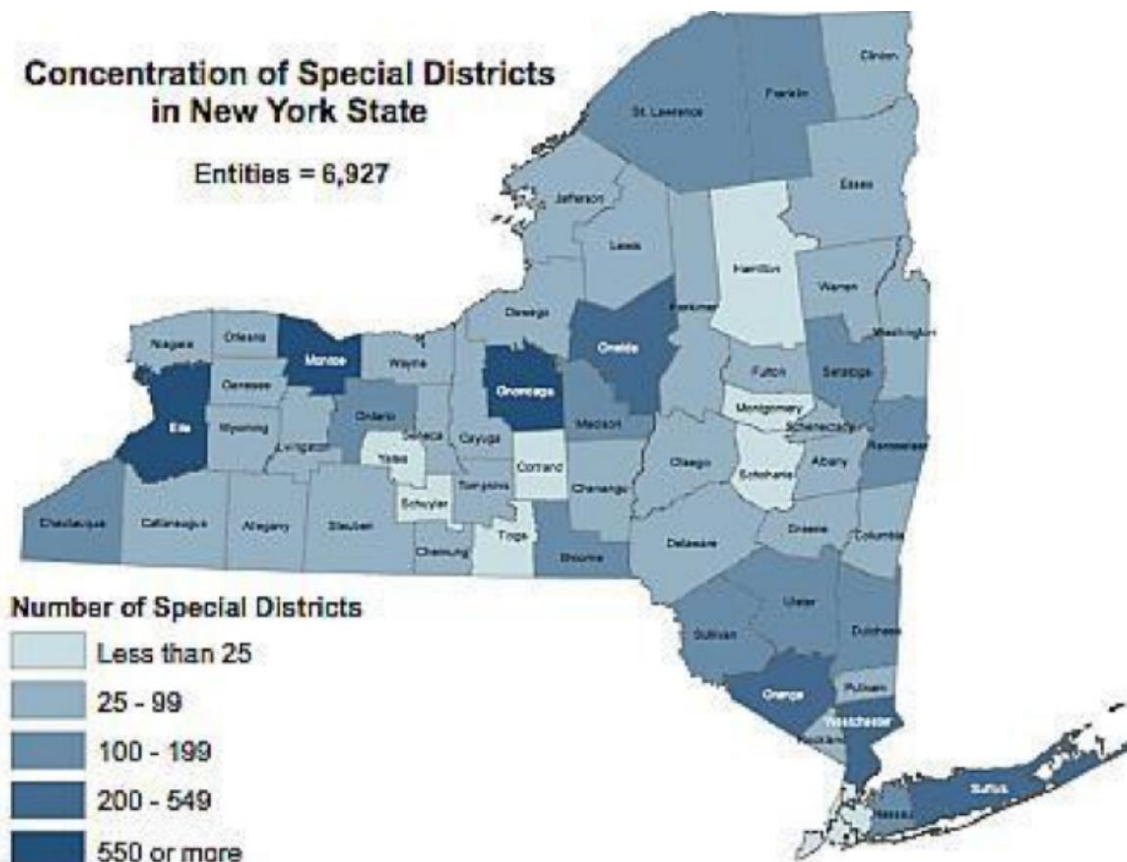 Concentration of Special Districts
in New York State
Entities = 6,927
Clinton
Franklin
St. Lawrence
Essex
Jefferson
Lewis
Hamilton
Warren
Herkimer
Oswego
Washington
Niagara
Orleans
Monroe
Wayne
Oneida
Fulton
Saratoga
Genesee
Onondaga
Montgomery
Erie
Ontario
Madison
Schenectady
Wyoming
Livingston
Seneca
Cayuga
Rensselaer
Yates
Cortland
Otsego
Schoharie
Albany
Schuyler
Tompkins
Chenango
Chautauqua
Cattaraugus
Allegany
Steuben
Chemung
Tioga
Broome
Delaware
Greene
Columbia
Number of Special Districts
Ulster
Sullivan
Dutchess
Less than 25
Orange
Putnam
25 - 99
Westchester
Rockland
100 - 199
200 - 549
Suffolk
Nassau
550 or more